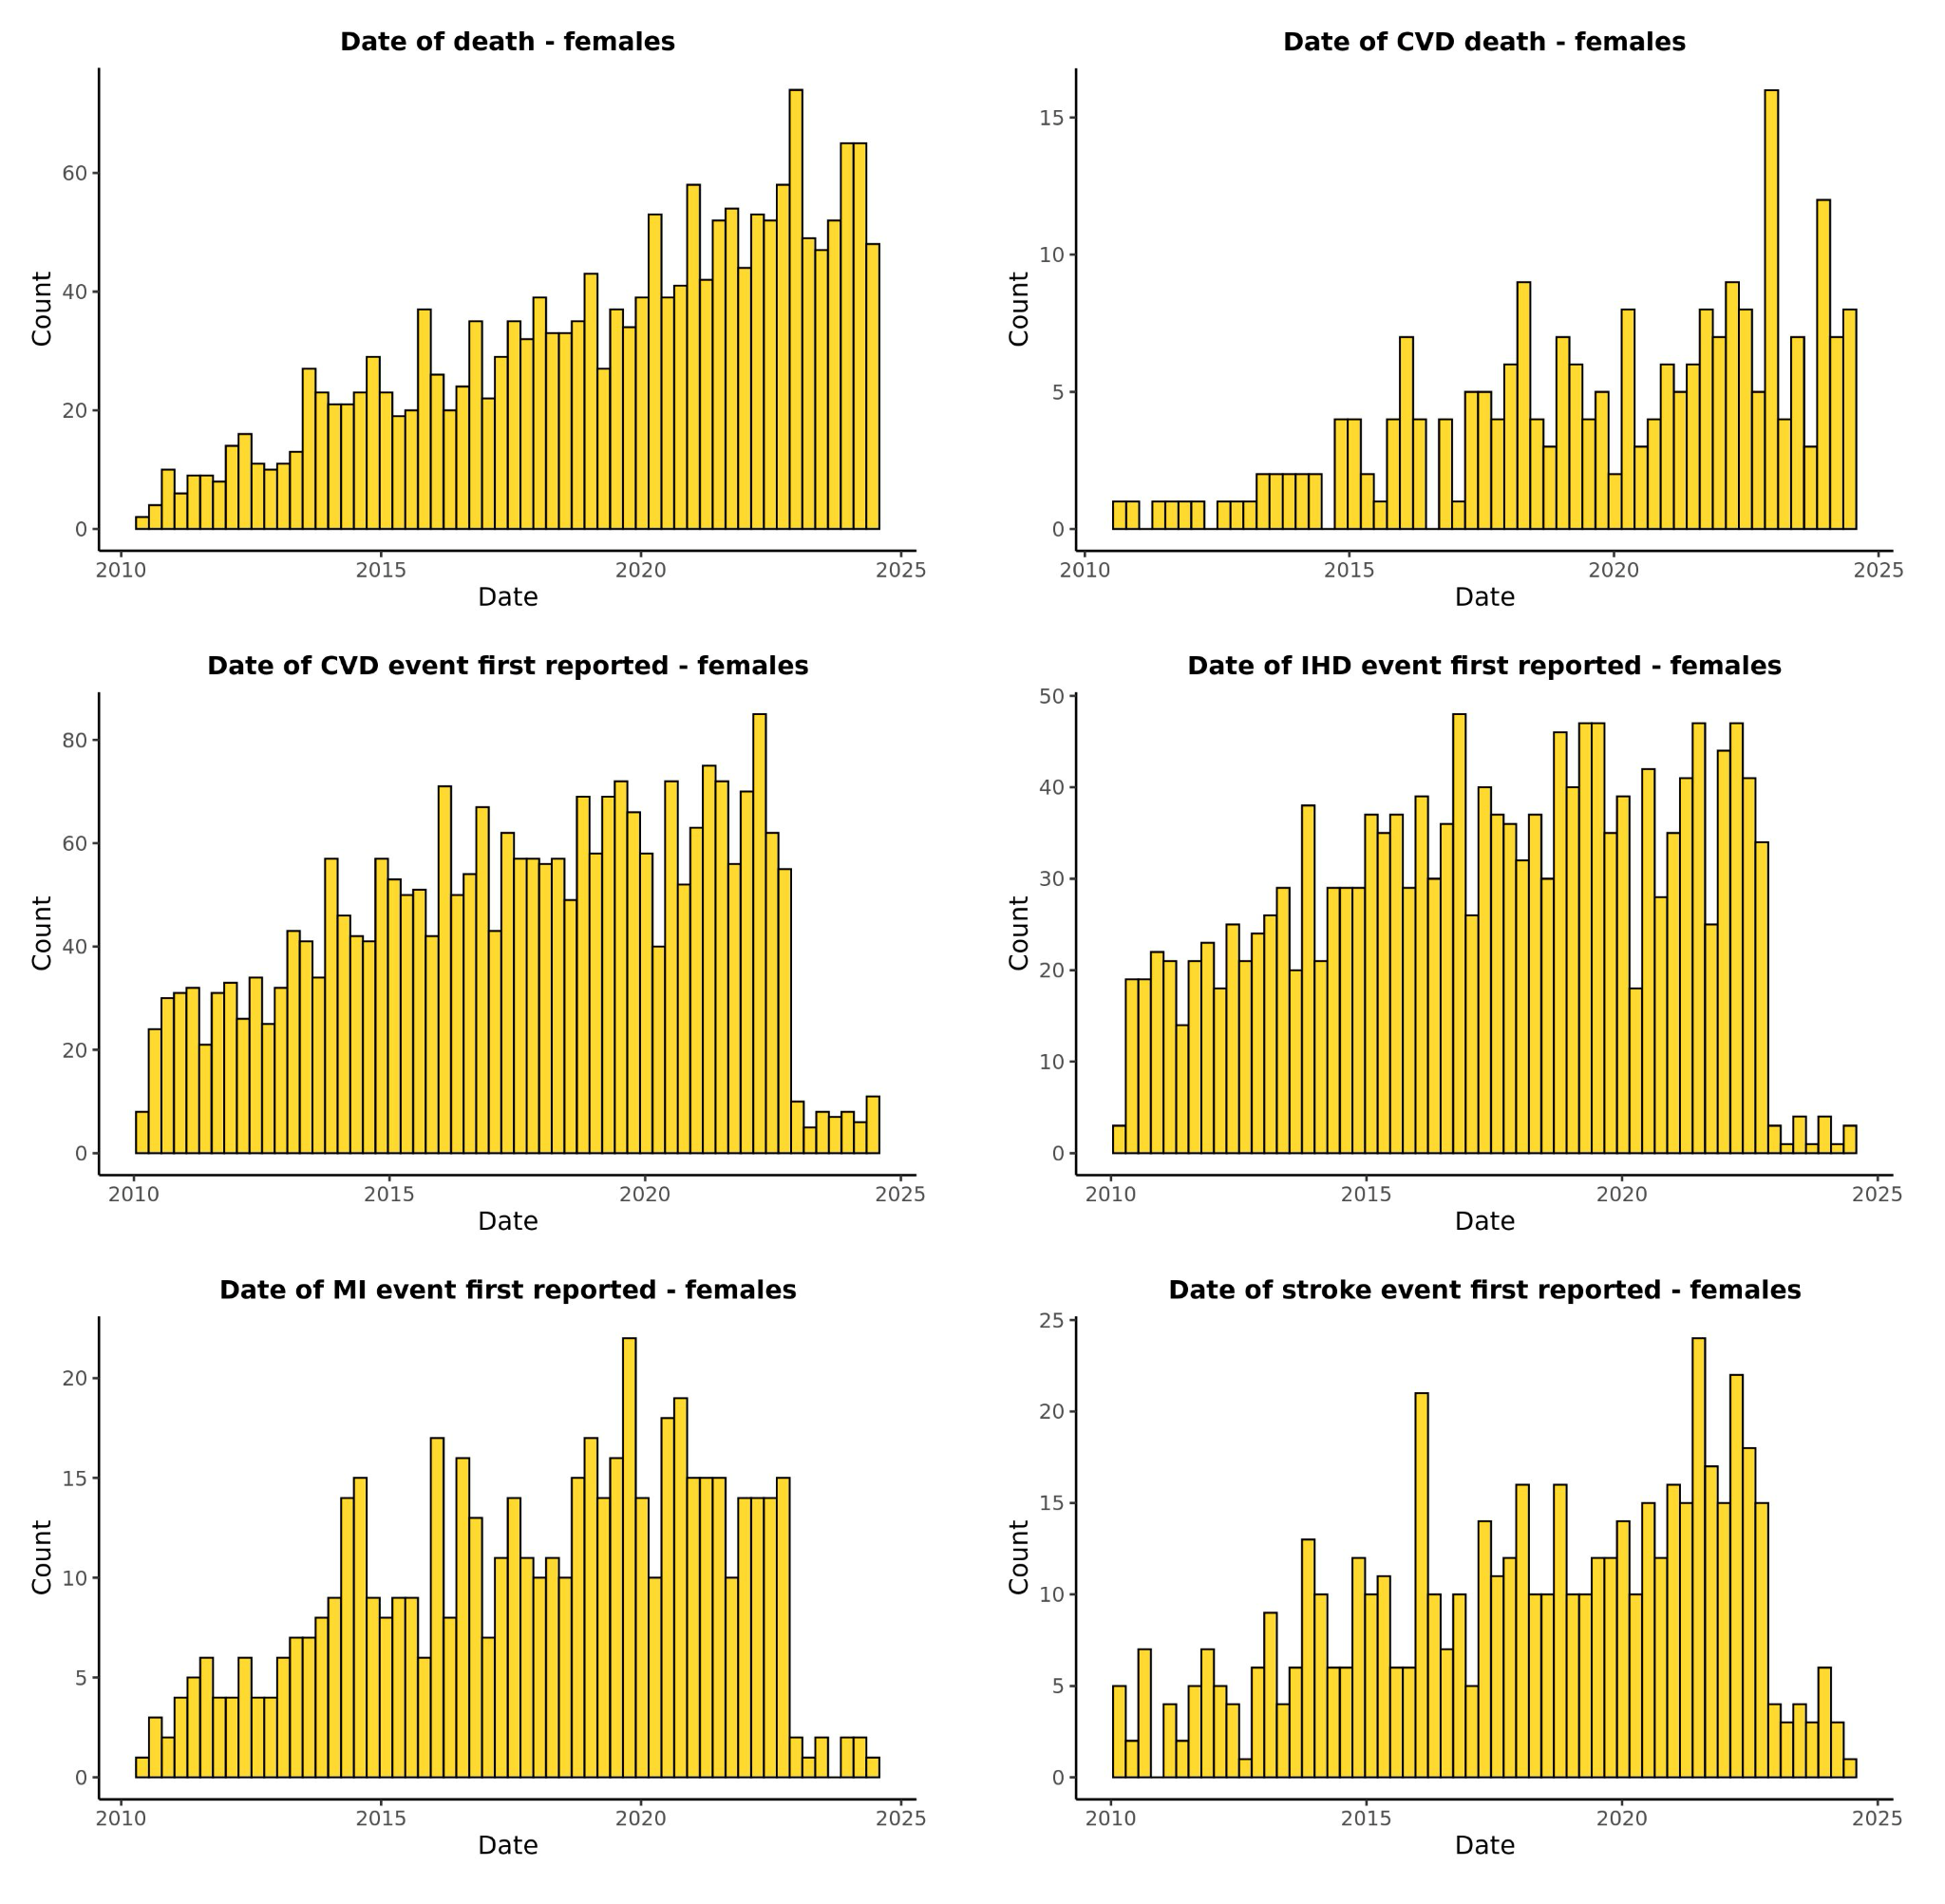 Date of death - females
Count
60
40
20
0
2010 2015 2020 2025
Date
Date of CVD death - females
Count
15
10
5
0
2010 2015 2020 2025
Date
Date of CVD event first reported - females
Count
80
60
40
20
0
2010 2015 2020 2025
Date
Date of IHD event first reported - females
Count
50
40
30
20
10
0
2010 2015 2020 2025
Date
Date of MI event first reported - females
Count
20
15
10
5
0
2010 2015 2020 2025
Date
Date of stroke event first reported - females
Count
25
20
15
10
5
0
2010 2015 2020 2025
Date